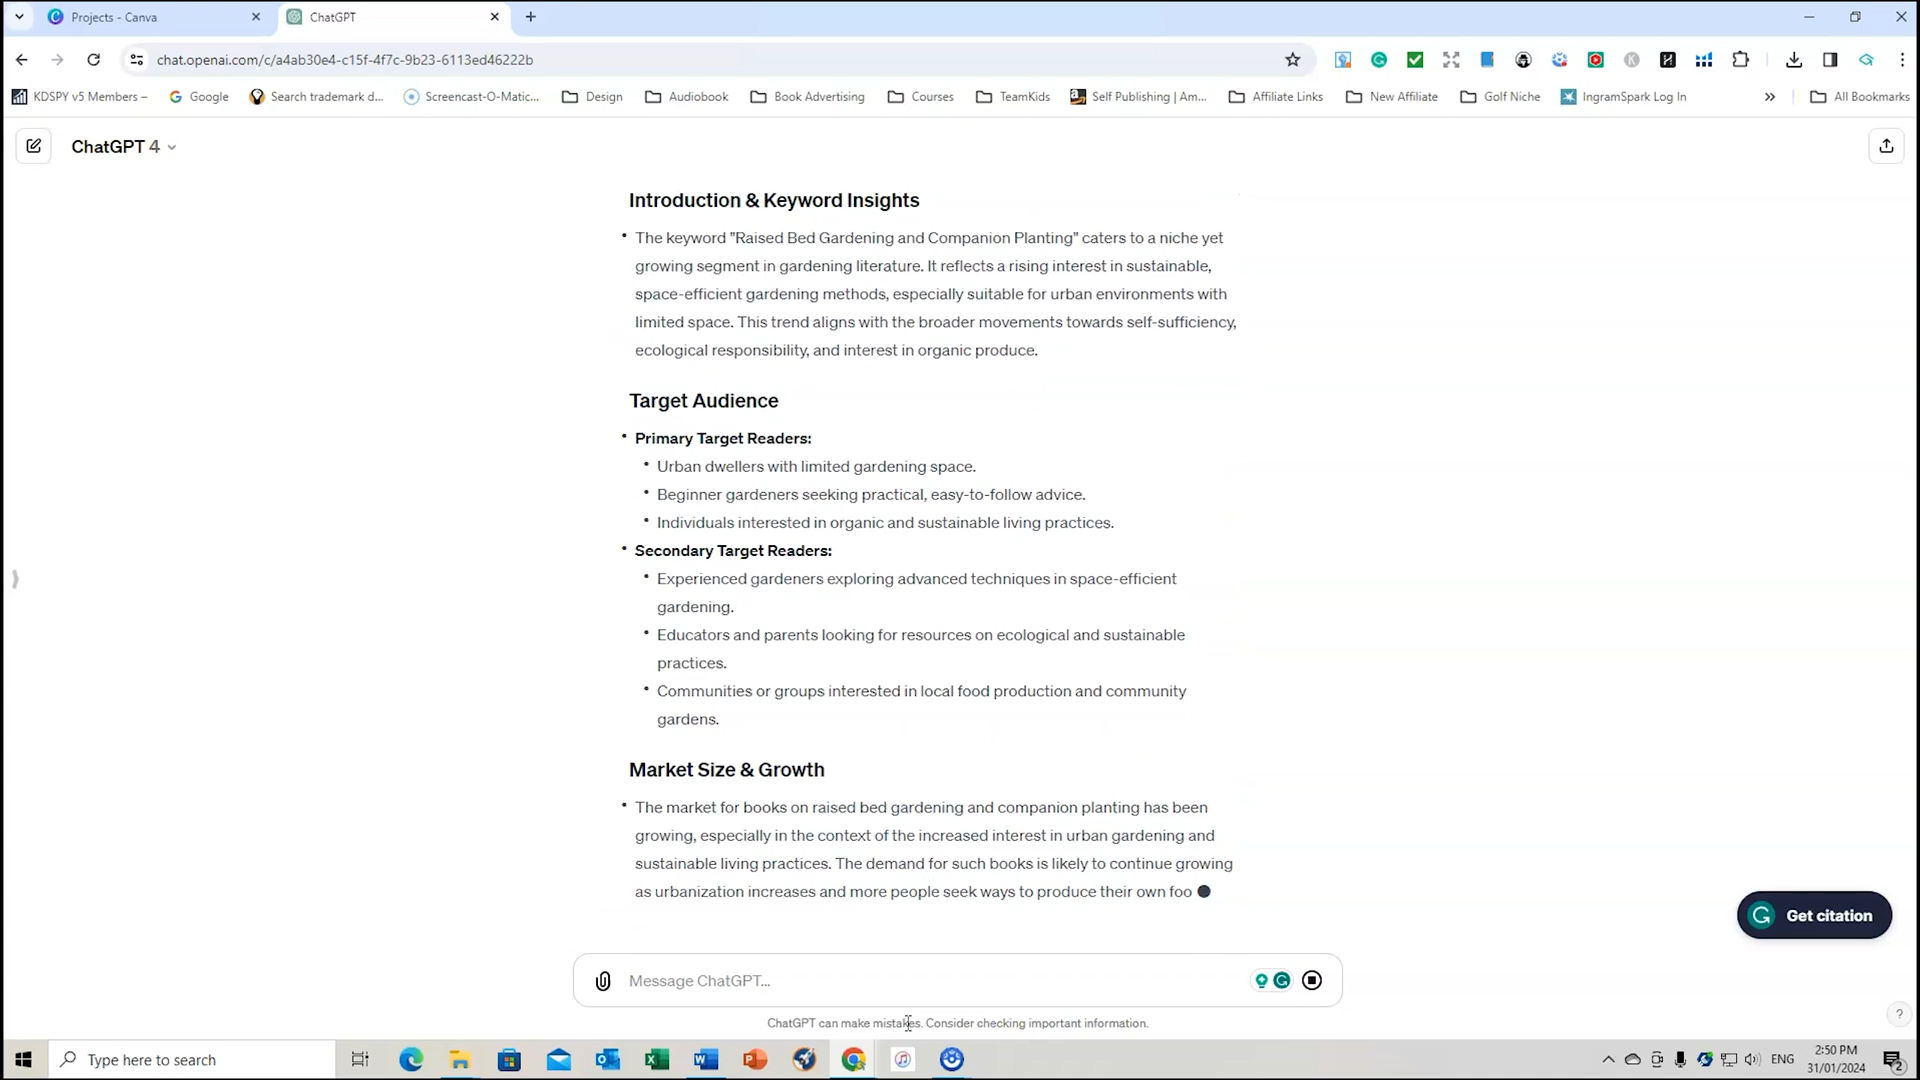 Projects - Canva
ChatGPT
chat.openai.com/c/a4ab30e4-c15f-4f7c-9b23-6113ed46222b
KDSPY v5 Members –
Google
Search trademark d...
Screencast-O-Matic...
Design
Audiobook
Book Advertising
Courses
TeamKids
Self Publishing | Am...
Affiliate Links
New Affiliate
Golf Niche
IngramSpark Log In
All Bookmarks
ChatGPT 4
Introduction & Keyword Insights
• The keyword "Raised Bed Gardening and Companion Planting" caters to a niche yet
growing segment in gardening literature. It reflects a rising interest in sustainable,
space-efficient gardening methods, especially suitable for urban environments with
limited space. This trend aligns with the broader movements towards self-sufficiency,
ecological responsibility, and interest in organic produce.
Target Audience
• Primary Target Readers:
• Urban dwellers with limited gardening space.
• Beginner gardeners seeking practical, easy-to-follow advice.
• Individuals interested in organic and sustainable living practices.
• Secondary Target Readers:
• Experienced gardeners exploring advanced techniques in space-efficient
gardening.
• Educators and parents looking for resources on ecological and sustainable
practices.
• Communities or groups interested in local food production and community
gardens.
Market Size & Growth
• The market for books on raised bed gardening and companion planting has been
growing, especially in the context of the increased interest in urban gardening and
sustainable living practices. The demand for such books is likely to continue growing
as urbanization increases and more people seek ways to produce their own foo
Get citation
Message ChatGPT...
ChatGPT can make mistakes. Consider checking important information.
?
Type here to search
ENG
2:50 PM
31/01/2024
2